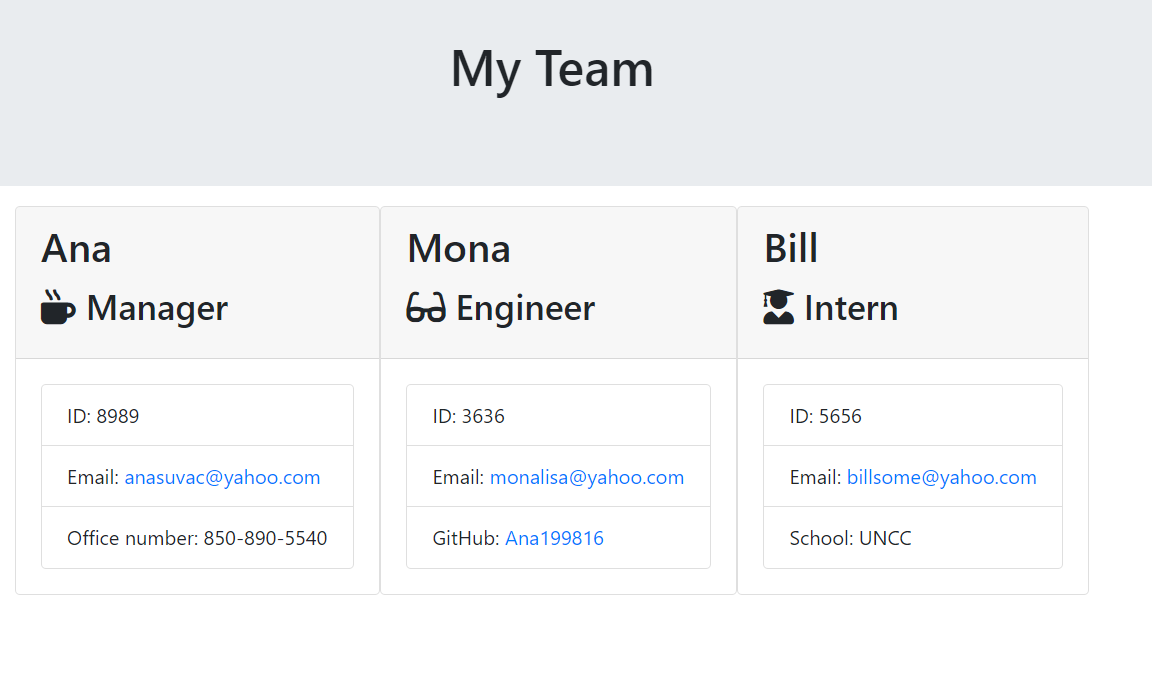 My Team
Ana
Manager
ID: 8989
Email: anasuvac@yahoo.com
Office number: 850-890-5540
Mona
Engineer
ID: 3636
Email: monalisa@yahoo.com
GitHub: Ana199816
Bill
Intern
ID: 5656
Email: billsome@yahoo.com
School: UNCC